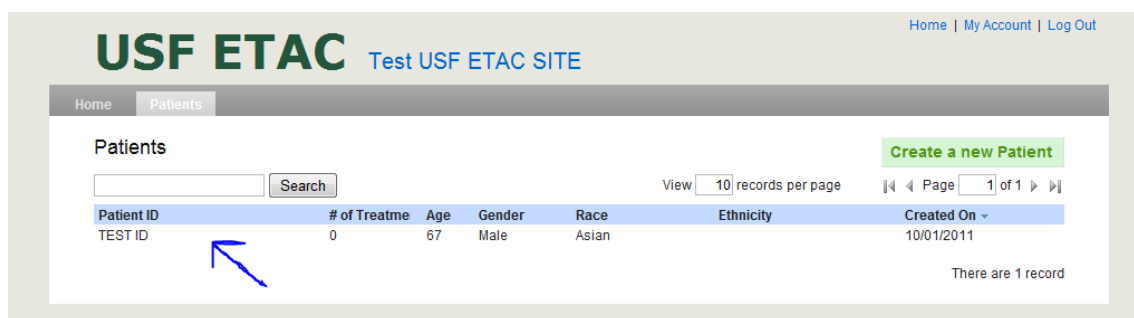 Home | My Account | Log Out
USF ETAC Test USF ETAC SITE
Home Patients
Patients
Create a new Patient
Search View 10 records per page Page 1 of 1
Patient ID # of Treatme Age Gender Race Ethnicity Created On
TEST ID 0 67 Male Asian 10/01/2011
There are 1 record